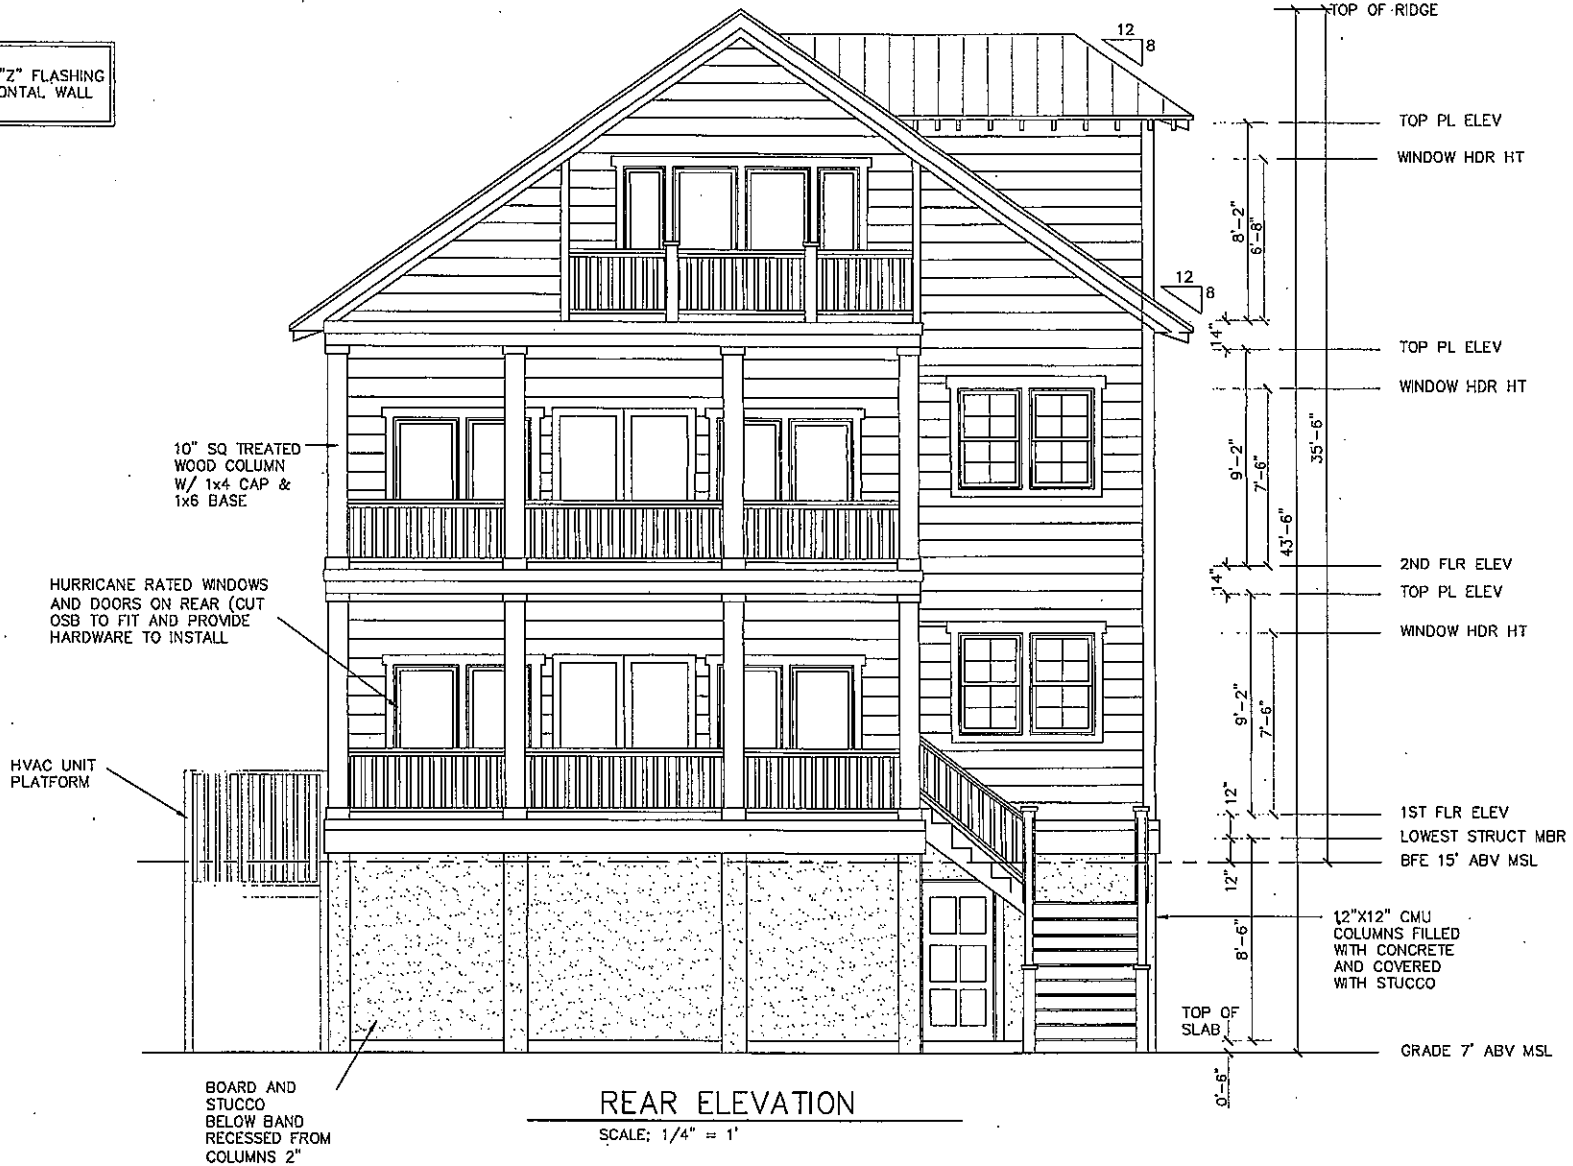 "Z" FLASHING
ONTAL WALL
TOP OF RIDGE
12
8
TOP PL ELEV
WINDOW HDR HT
8'-2"
6'-8"
12
8
14"
TOP PL ELEV
WINDOW HDR HT
10" SQ TREATED
WOOD COLUMN
W/ 1x4 CAP &
1x6 BASE
9'-2"
7'-6"
35'-6"
43'-6"
2ND FLR ELEV
14"
TOP PL ELEV
HURRICANE RATED WINDOWS
AND DOORS ON REAR (CUT
OSB TO FIT AND PROVIDE
HARDWARE TO INSTALL
WINDOW HDR HT
9'-2"
7'-6"
HVAC UNIT
PLATFORM
12"
1ST FLR ELEV
LOWEST STRUCT MBR
BFE 15' ABV MSL
12"
12"X12" CMU
COLUMNS FILLED
WITH CONCRETE
AND COVERED
WITH STUCCO
8'-6"
TOP OF
SLAB
GRADE 7' ABV MSL
0'-6"
BOARD AND
STUCCO
BELOW BAND
RECESSED FROM
COLUMNS 2"
REAR ELEVATION
SCALE: 1/4" = 1'